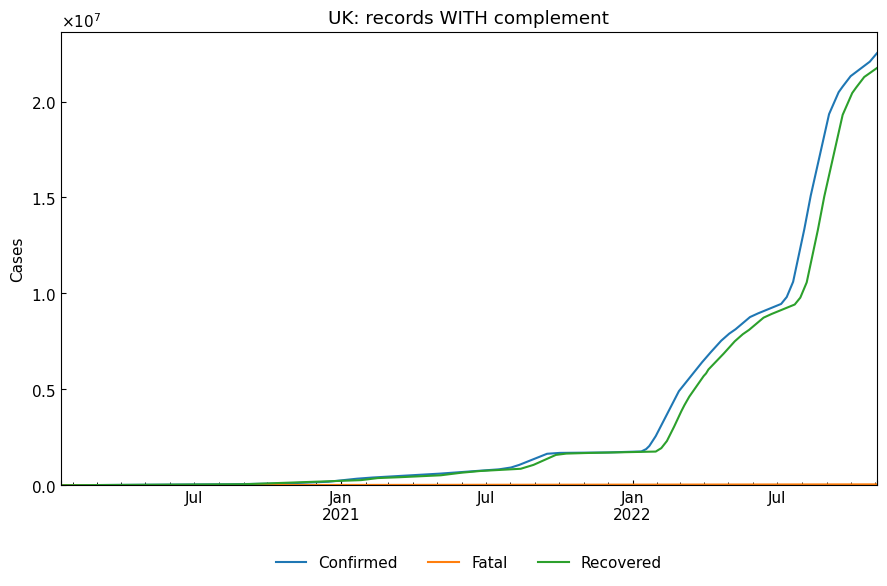 UK: records WITH complement
×10⁷
2.0
1.5
1.0
0.5
0.0
Cases
Jul Jan Jul Jan Jul
2021 2022
Confirmed Fatal Recovered